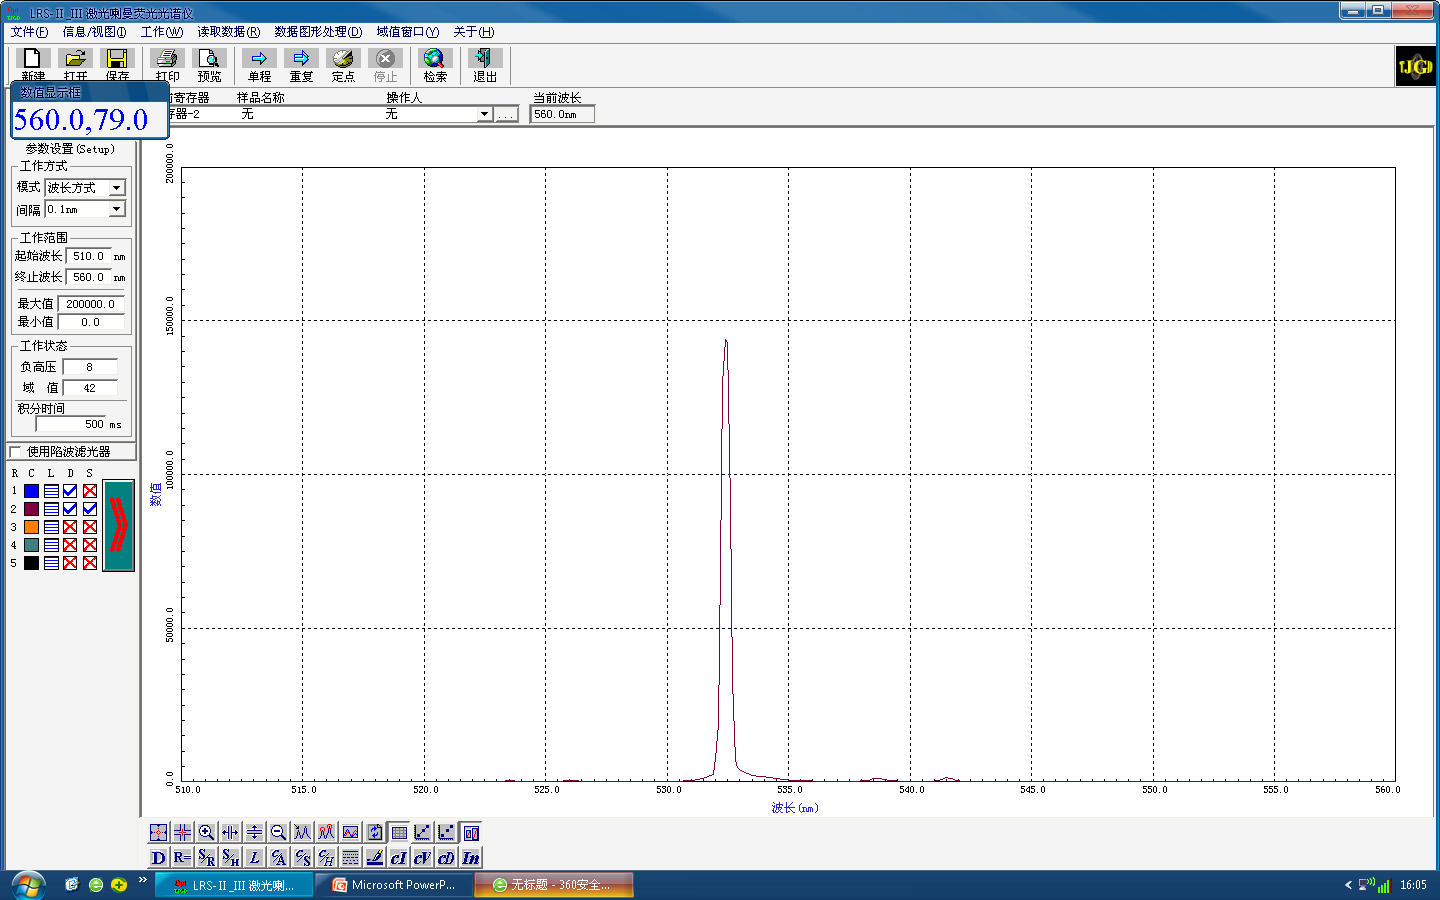 LRS-II_III 激光喇曼荧光光谱仪
文件(F) 信息/视图(I) 工作(W) 读取数据(R) 数据图形处理(D) 域值窗口(Y) 关于(H)
新建 打开 保存 打印 预览 单程 重复 定点 停止 检索 退出
TJGD
数值显示框
560.0,79.0
前寄存器 样品名称 操作人 当前波长
存器-2 无 无 ... 560.0nm
参数设置(Setup)
工作方式
模式 波长方式
间隔 0.1nm
工作范围
起始波长 510.0 nm
终止波长 560.0 nm
最大值 200000.0
最小值 0.0
工作状态
负高压 8
域 值 42
积分时间
500 ms
使用陷波滤光器
R C L D S
1
2
3
4
5
200000.0
150000.0
100000.0
50000.0
0.0
数值
510.0 515.0 520.0 525.0 530.0 535.0 540.0 545.0 550.0 555.0 560.0
波长(nm)
D R= S/R S/H L C/A C/S C/H cI cV cD In
LRS-II_III 激光喇... Microsoft PowerP... 无标题 - 360安全... 16:05